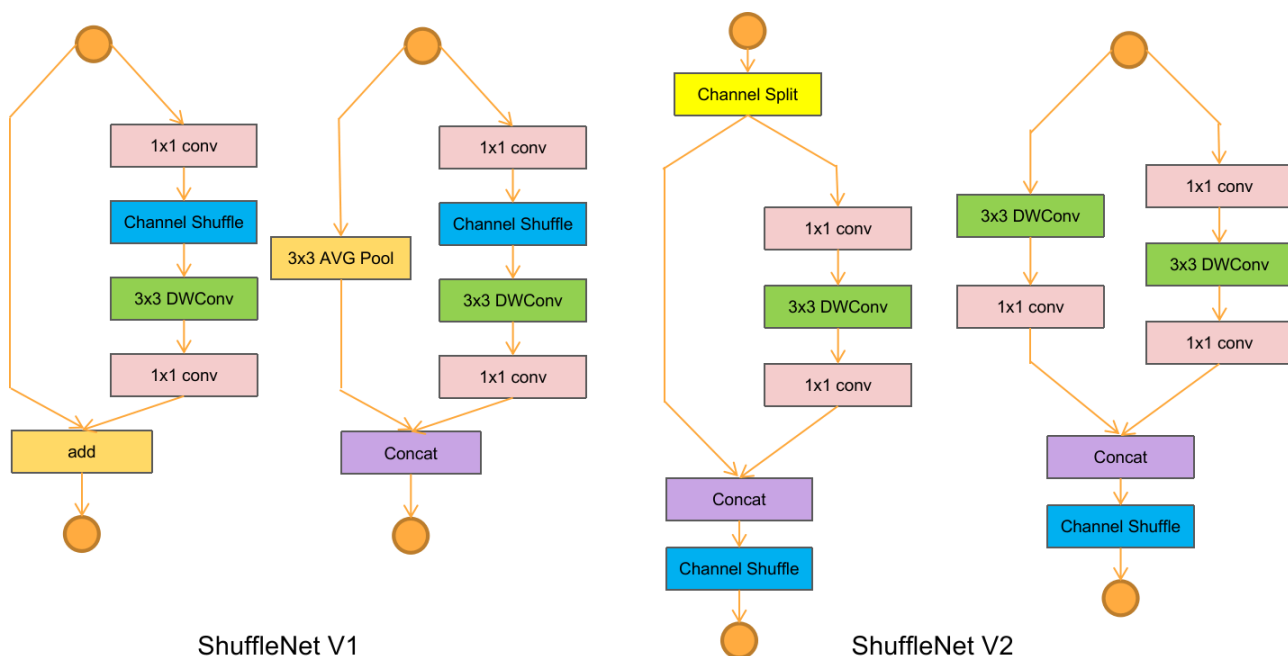 1x1 conv
Channel Shuffle
3x3 DWConv
1x1 conv
add
3x3 AVG Pool
1x1 conv
Channel Shuffle
3x3 DWConv
1x1 conv
Concat
ShuffleNet V1
Channel Split
1x1 conv
3x3 DWConv
1x1 conv
Concat
Channel Shuffle
3x3 DWConv
1x1 conv
1x1 conv
3x3 DWConv
1x1 conv
Concat
Channel Shuffle
ShuffleNet V2